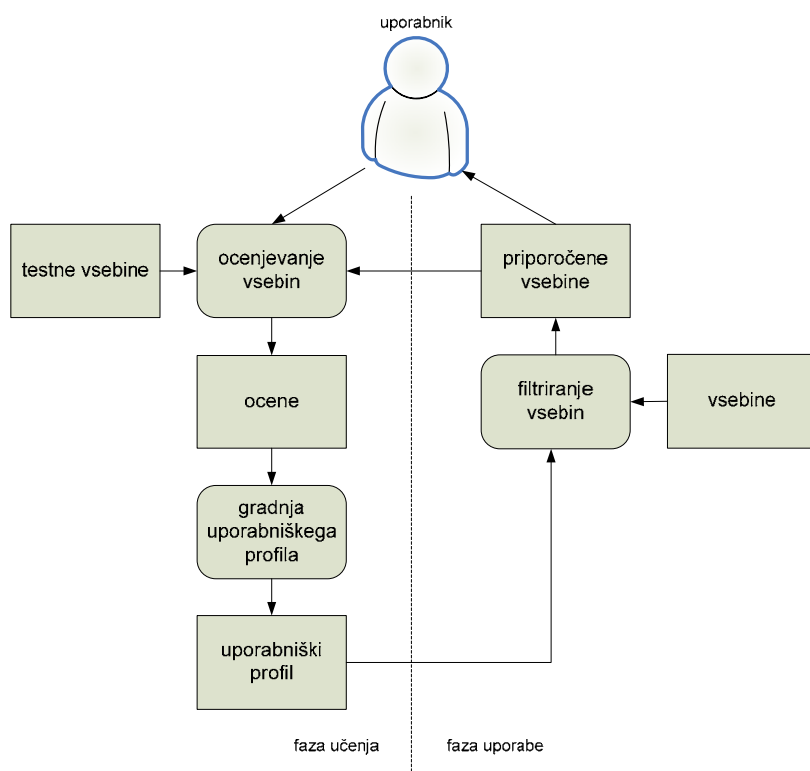 uporabnik
testne vsebine
ocenjevanje
vsebin
priporočene
vsebine
ocene
filtriranje
vsebin
vsebine
gradnja
uporabniškega
profila
uporabniški
profil
faza učenja
faza uporabe